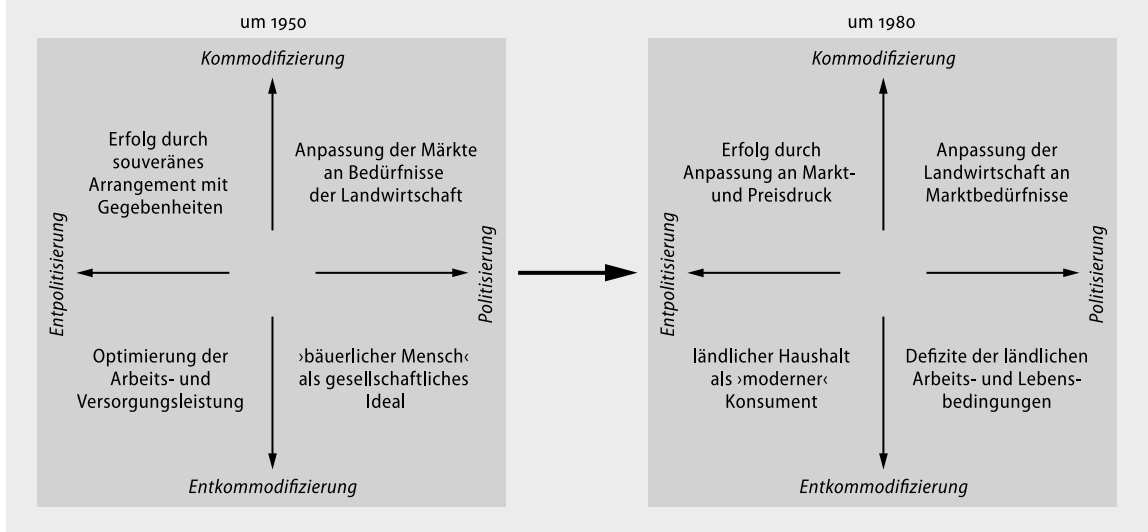 um 1950
Kommodifizierung
Erfolg durch
souveränes
Arrangement mit
Gegebenheiten
Anpassung der Märkte
an Bedürfnisse
der Landwirtschaft
Entpolitisierung
Politisierung
Optimierung der
Arbeits- und
Versorgungsleistung
›bäuerlicher Mensch‹
als gesellschaftliches
Ideal
Entkommodifizierung
um 1980
Kommodifizierung
Erfolg durch
Anpassung an Markt-
und Preisdruck
Anpassung der
Landwirtschaft an
Marktbedürfnisse
Entpolitisierung
Politisierung
ländlicher Haushalt
als ›moderner‹
Konsument
Defizite der ländlichen
Arbeits- und Lebens-
bedingungen
Entkommodifizierung